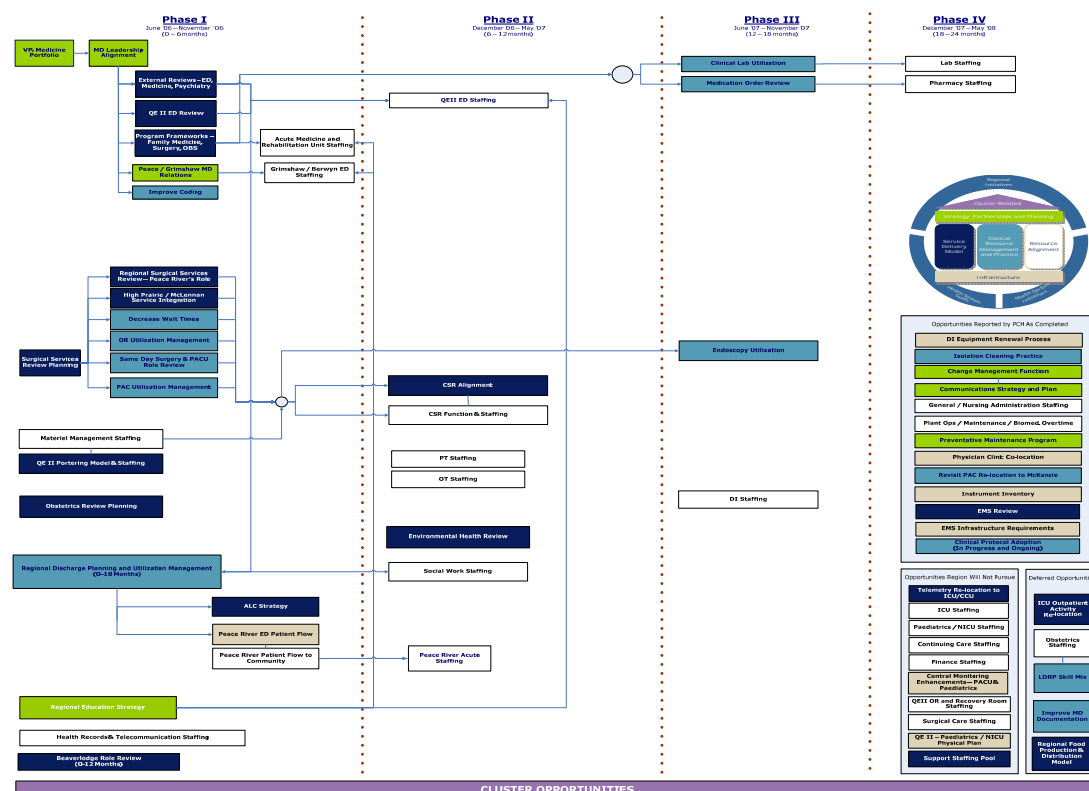 Phase I
June '06—November '06
(0 – 6 months)
Phase II
December '06—May '07
(6 – 12 months)
Phase III
June '07—November 07
(12 – 18 months)
Phase IV
December '07—May '08
(18—24 months)
VP, Medicine
Portfolio
MD Leadership
Alignment
External Reviews—ED,
Medicine, Psychiatry
QE II ED Review
Program Frameworks —
Family Medicine,
Surgery, OBS
Peace / Grimshaw MD
Relations
Improve Coding
Acute Medicine and
Rehabilitation Unit Staffing
Grimshaw / Berwyn ED
Staffing
QEII ED Staffing
Clinical Lab Utilization
Medication Order Review
Lab Staffing
Pharmacy Staffing
Regional
Initiatives
Cluster-Related
Strategy, Partnerships and Planning
Service
Delivery
Model
Clinical
Resource
Management
and Practice
Resource
Alignment
Infrastructure
Regional Surgical Services
Review—Peace River's Role
High Prairie / McLennan
Service Integration
Decrease Wait Times
OR Utilization Management
Same Day Surgery & PACU
Role Review
PAC Utilization Management
Surgical Services
Review Planning
Endoscopy Utilization
CSR Alignment
CSR Function & Staffing
Materiel Management Staffing
QE II Portering Model & Staffing
PT Staffing
OT Staffing
Obstetrics Review Planning
DI Staffing
Environmental Health Review
Regional Discharge Planning and Utilization Management
(0–18 Months)
Social Work Staffing
ALC Strategy
Peace River ED Patient Flow
Peace River Patient Flow to
Community
Peace River Acute
Staffing
Regional Education Strategy
Health Records & Telecommunication Staffing
Beaverlodge Role Review
(0-12 Months)
Opportunities Reported by PCH As Completed
DI Equipment Renewal Process
Isolation Cleaning Practice
Change Management Function
Communications Strategy and Plan
General / Nursing Administration Staffing
Plant Ops / Maintenance / Biomed. Overtime
Preventative Maintenance Program
Physician Clinic Co-location
Revisit PAC Re-location to McKenzie
Instrument Inventory
EMS Review
EMS Infrastructure Requirements
Clinical Protocol Adoption
(In Progress and Ongoing)
Opportunities Region Will Not Pursue
Telemetry Re-location to
ICU/CCU
ICU Staffing
Paediatrics / NICU Staffing
Continuing Care Staffing
Finance Staffing
Central Monitoring
Enhancements— PACU &
Paediatrics
QEII OR and Recovery Room
Staffing
Surgical Care Staffing
QE II —Paediatrics / NICU
Physical Plan
Support Staffing Pool
Deferred Opportuniti
ICU Outpatient
Activity
Re-location
Obstetrics
Staffing
LDRP Skill Mix
Improve MD
Documentation
Regional Food
Production &
Distribution
Model
CLUSTER OPPORTUNITIES